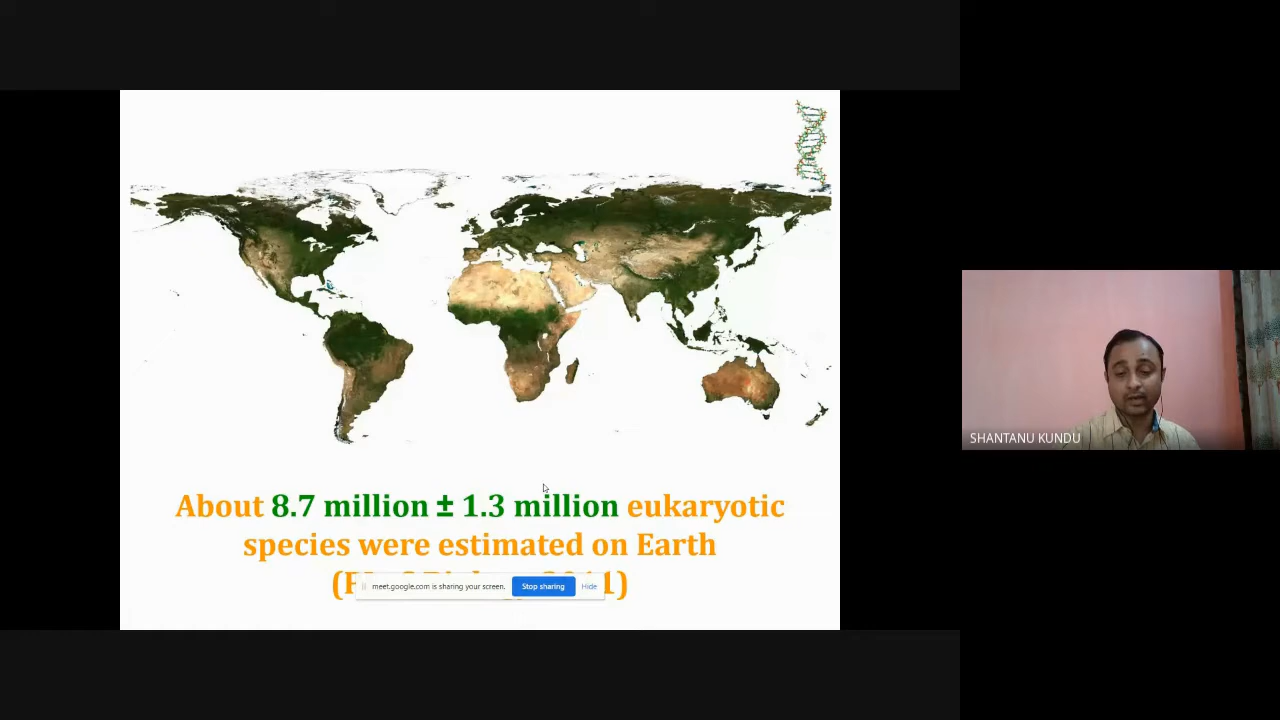 About 8.7 million ± 1.3 million eukaryotic
species were estimated on Earth
meet.google.com is sharing your screen. Stop sharing Hide
SHANTANU KUNDU